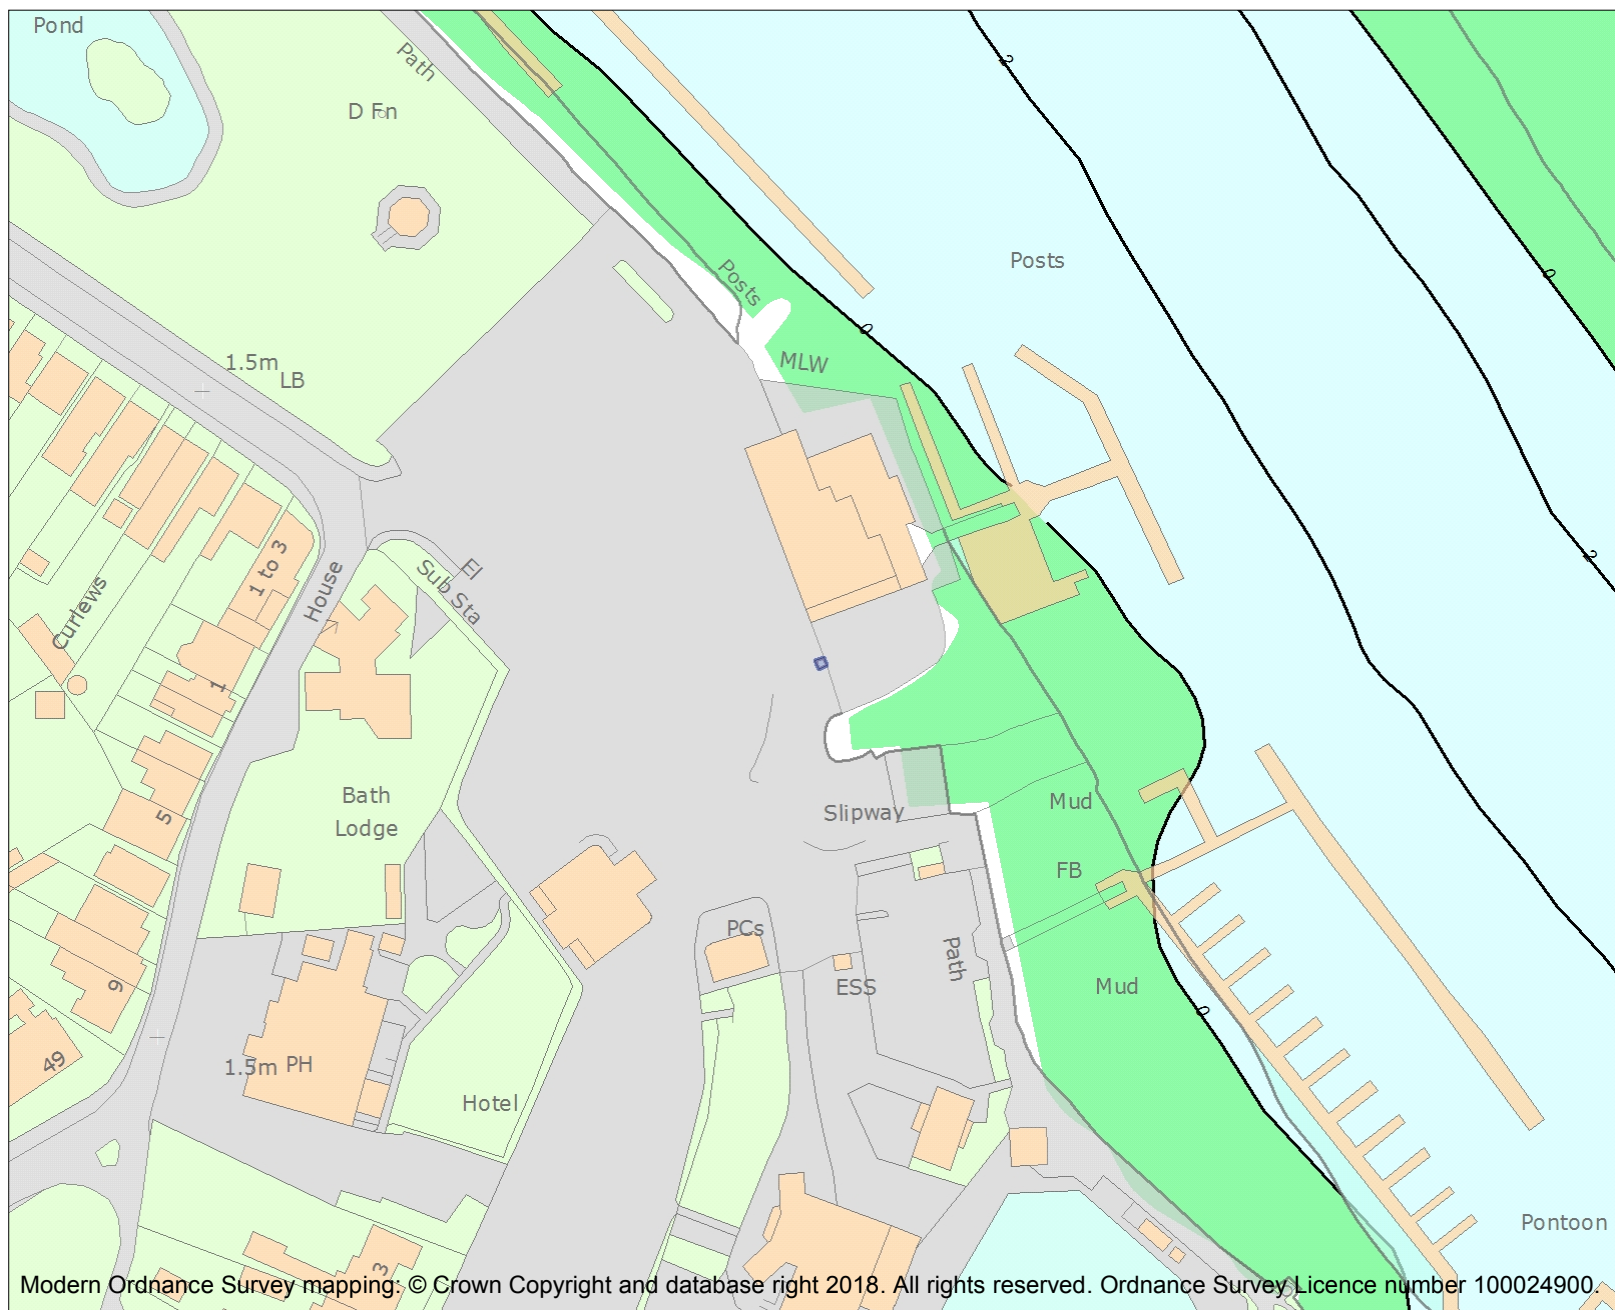 Pond
Path
D Fn
2
Posts
Posts
0
0
MLW
1.5m
LB
1 to 3
El
Sub Sta
House
Curlews
2
1
Bath
Lodge
5
Slipway
Mud
FB
PCs
Path
ESS
Mud
9
0
49
1.5m PH
Hotel
Pontoon
3
Modern Ordnance Survey mapping: © Crown Copyright and database right 2018. All rights reserved. Ordnance Survey Licence number 100024900.